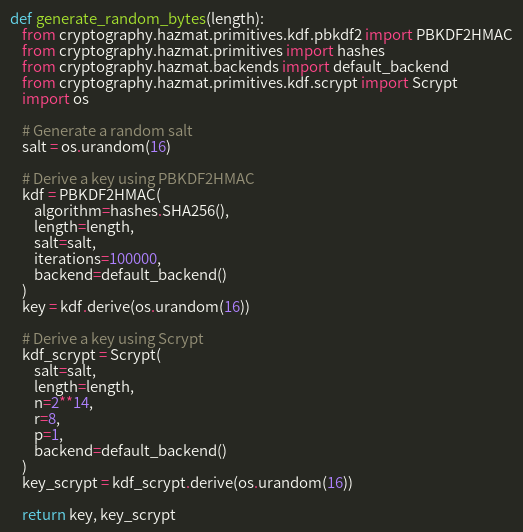 def generate_random_bytes(length):
    from cryptography.hazmat.primitives.kdf.pbkdf2 import PBKDF2HMAC
    from cryptography.hazmat.primitives import hashes
    from cryptography.hazmat.backends import default_backend
    from cryptography.hazmat.primitives.kdf.scrypt import Scrypt
    import os

    # Generate a random salt
    salt = os.urandom(16)

    # Derive a key using PBKDF2HMAC
    kdf = PBKDF2HMAC(
        algorithm=hashes.SHA256(),
        length=length,
        salt=salt,
        iterations=100000,
        backend=default_backend()
    )
    key = kdf.derive(os.urandom(16))

    # Derive a key using Scrypt
    kdf_scrypt = Scrypt(
        salt=salt,
        length=length,
        n=2**14,
        r=8,
        p=1,
        backend=default_backend()
    )
    key_scrypt = kdf_scrypt.derive(os.urandom(16))

    return key, key_scrypt